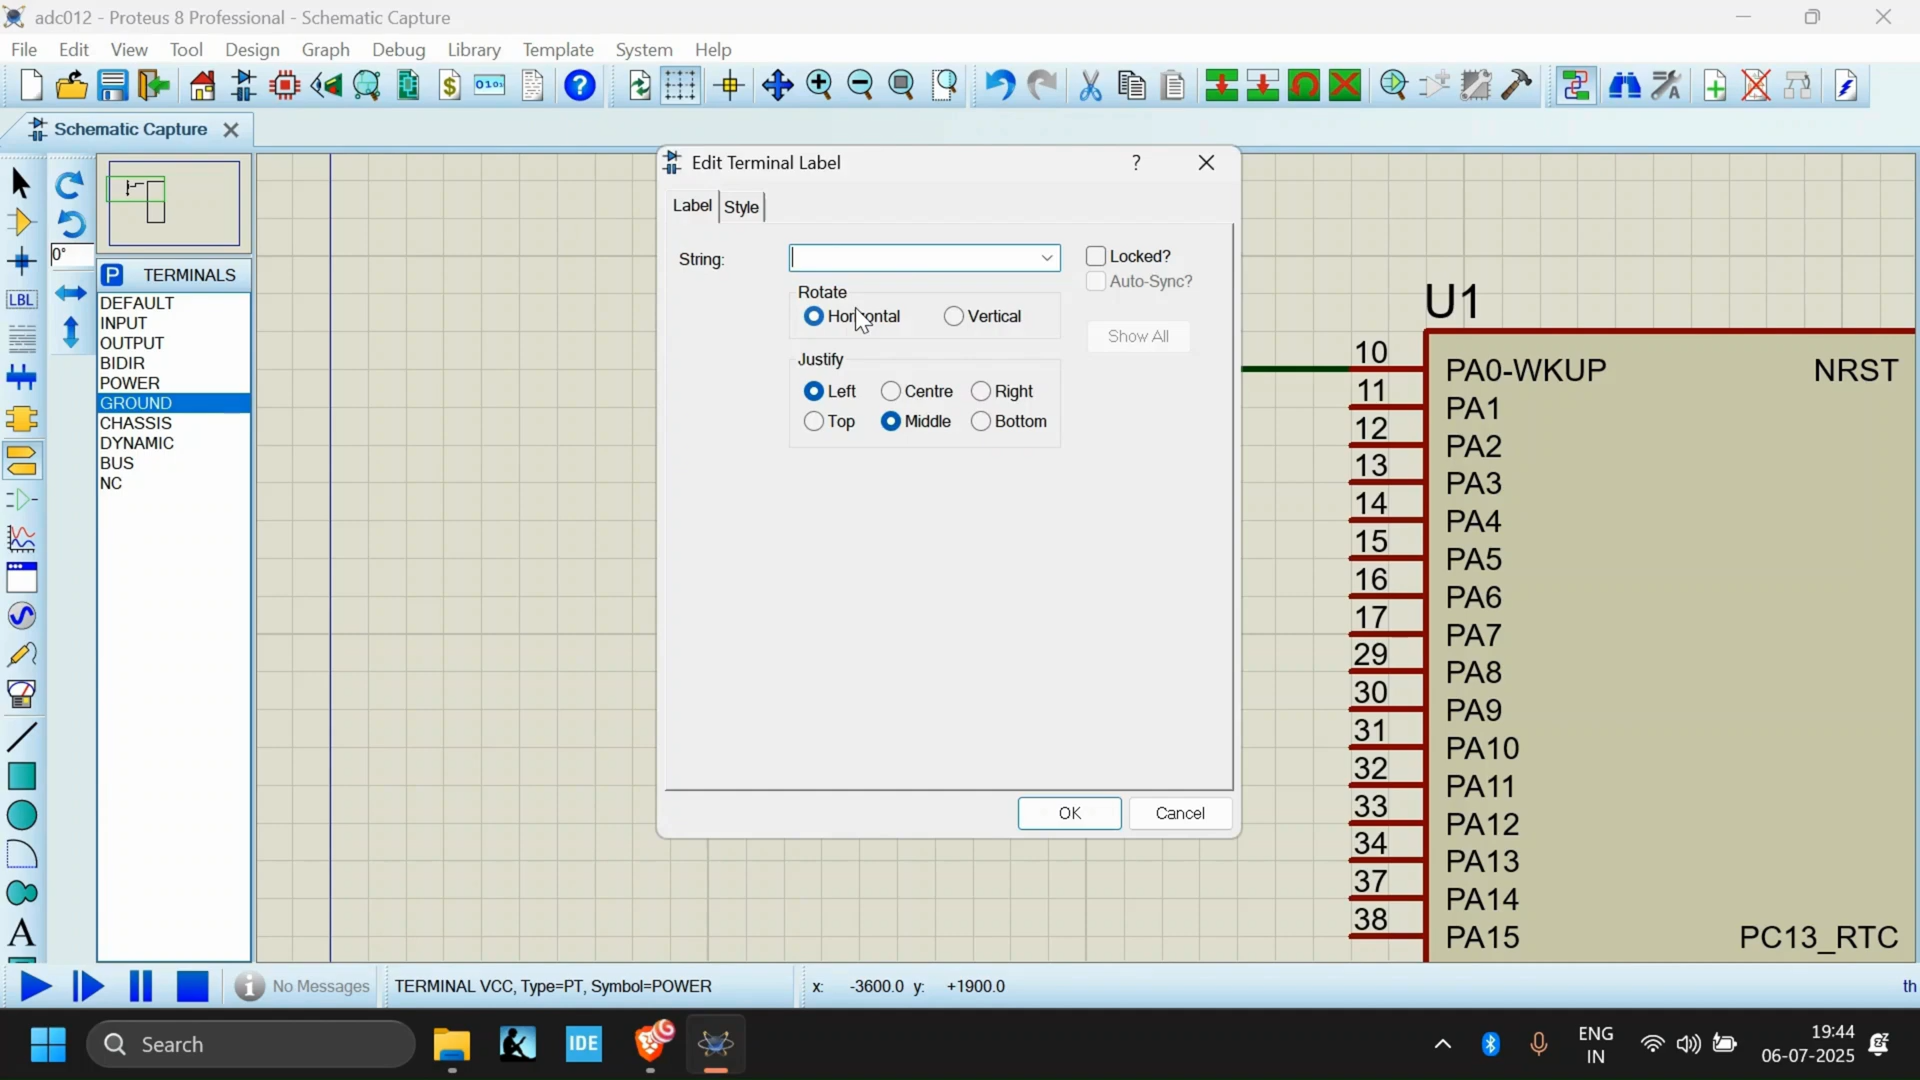 adc012 - Proteus 8 Professional - Schematic Capture
File Edit View Tool Design Graph Debug Library Template System Help
Schematic Capture
Edit Terminal Label
Label Style
String:
Locked?
Auto-Sync?
Rotate
Horizontal Vertical
Show All
Justify
Left Centre Right
Top Middle Bottom
OK Cancel
0°
LBL
P TERMINALS
DEFAULT
INPUT
OUTPUT
BIDIR
POWER
GROUND
CHASSIS
DYNAMIC
BUS
NC
A
U1
10 PA0-WKUP NRST
11 PA1
12 PA2
13 PA3
14 PA4
15 PA5
16 PA6
17 PA7
29 PA8
30 PA9
31 PA10
32 PA11
33 PA12
34 PA13
37 PA14
38 PA15 PC13_RTC
No Messages TERMINAL VCC, Type=PT, Symbol=POWER x: -3600.0 y: +1900.0 th
Search IDE ENG IN 19:44 06-07-2025